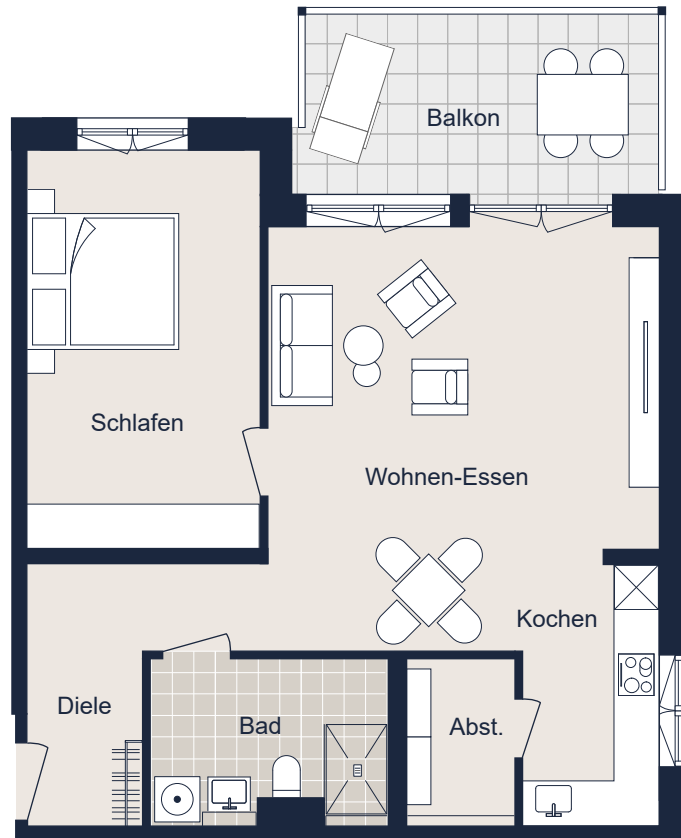 Balkon
Schlafen
Wohnen-Essen
Kochen
Diele
Bad
Abst.